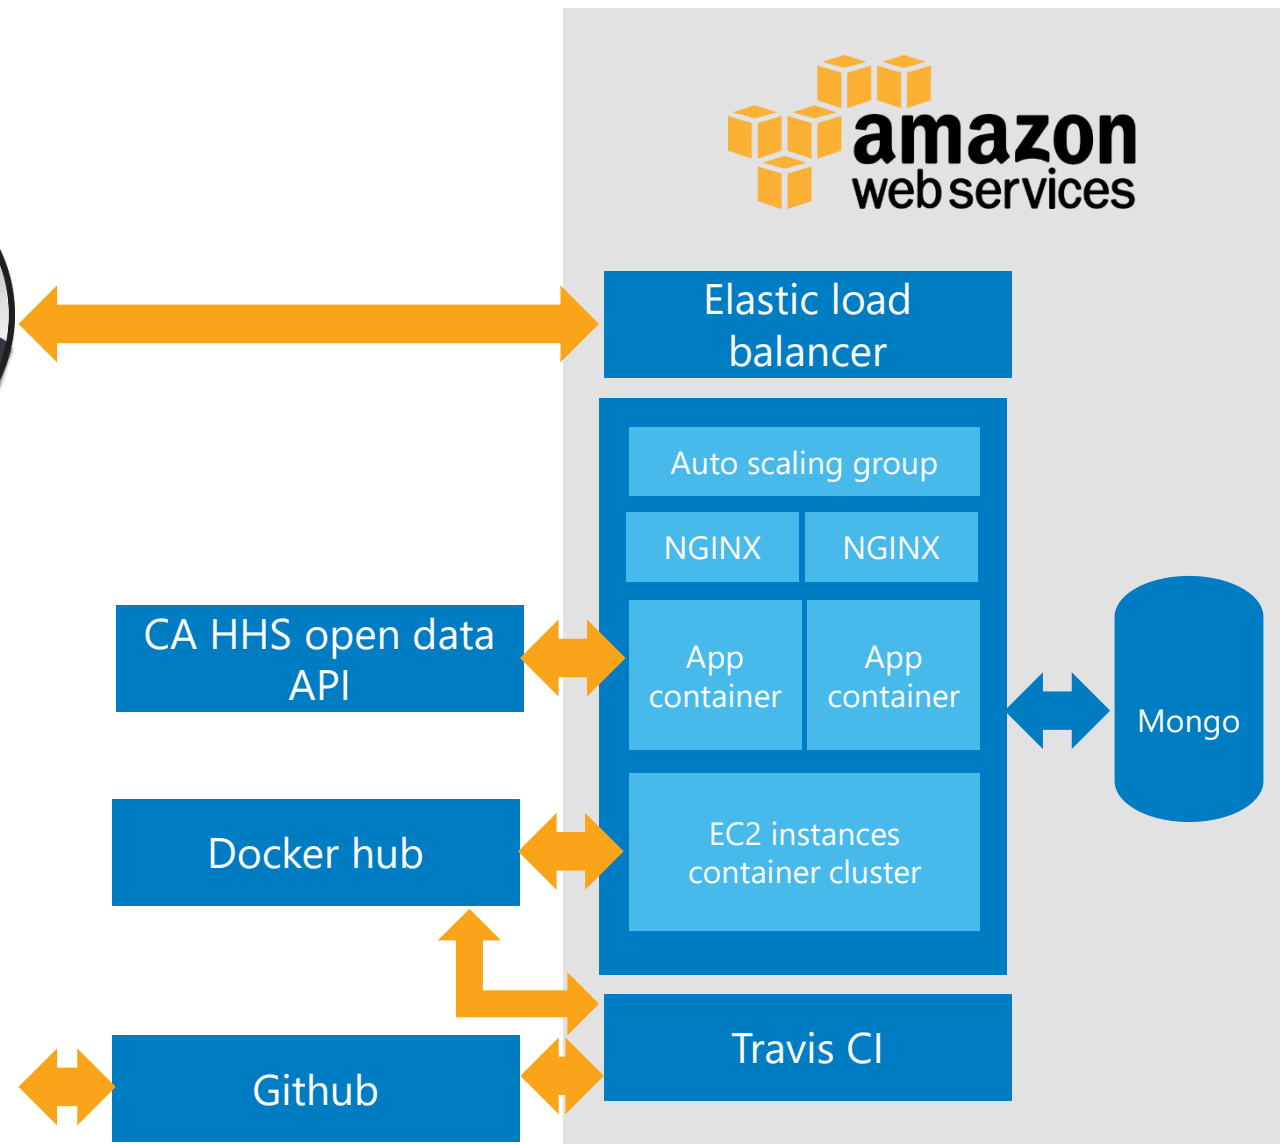 amazon
web services
Elastic load
balancer
Auto scaling group
NGINX
NGINX
CA HHS open data
API
App
container
App
container
Mongo
Docker hub
EC2 instances
container cluster
Travis CI
Github